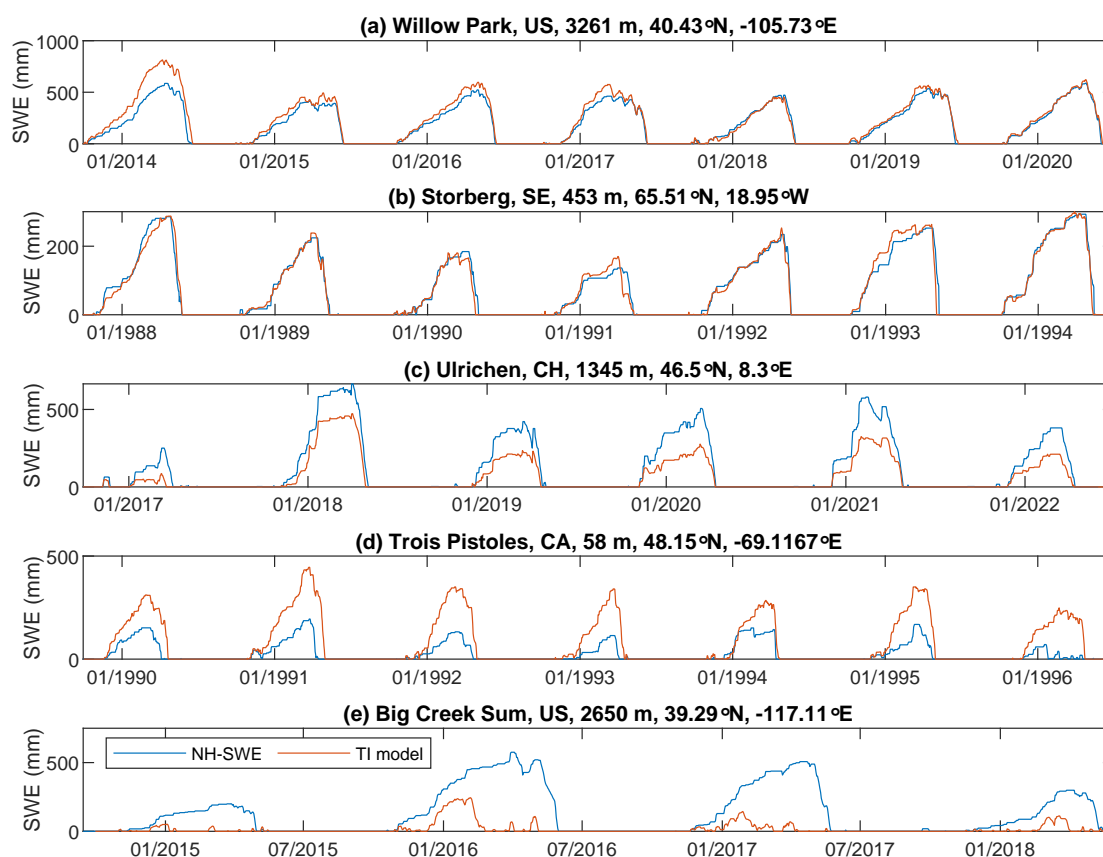 (a) Willow Park, US, 3261 m, 40.43°N, -105.73°E
SWE (mm)
1000
500
0
01/2014 01/2015 01/2016 01/2017 01/2018 01/2019 01/2020
(b) Storberg, SE, 453 m, 65.51°N, 18.95°W
SWE (mm)
200
0
01/1988 01/1989 01/1990 01/1991 01/1992 01/1993 01/1994
(c) Ulrichen, CH, 1345 m, 46.5°N, 8.3°E
SWE (mm)
500
0
01/2017 01/2018 01/2019 01/2020 01/2021 01/2022
(d) Trois Pistoles, CA, 58 m, 48.15°N, -69.1167°E
SWE (mm)
500
0
01/1990 01/1991 01/1992 01/1993 01/1994 01/1995 01/1996
(e) Big Creek Sum, US, 2650 m, 39.29°N, -117.11°E
SWE (mm)
NH-SWE TI model
500
0
01/2015 07/2015 01/2016 07/2016 01/2017 07/2017 01/2018